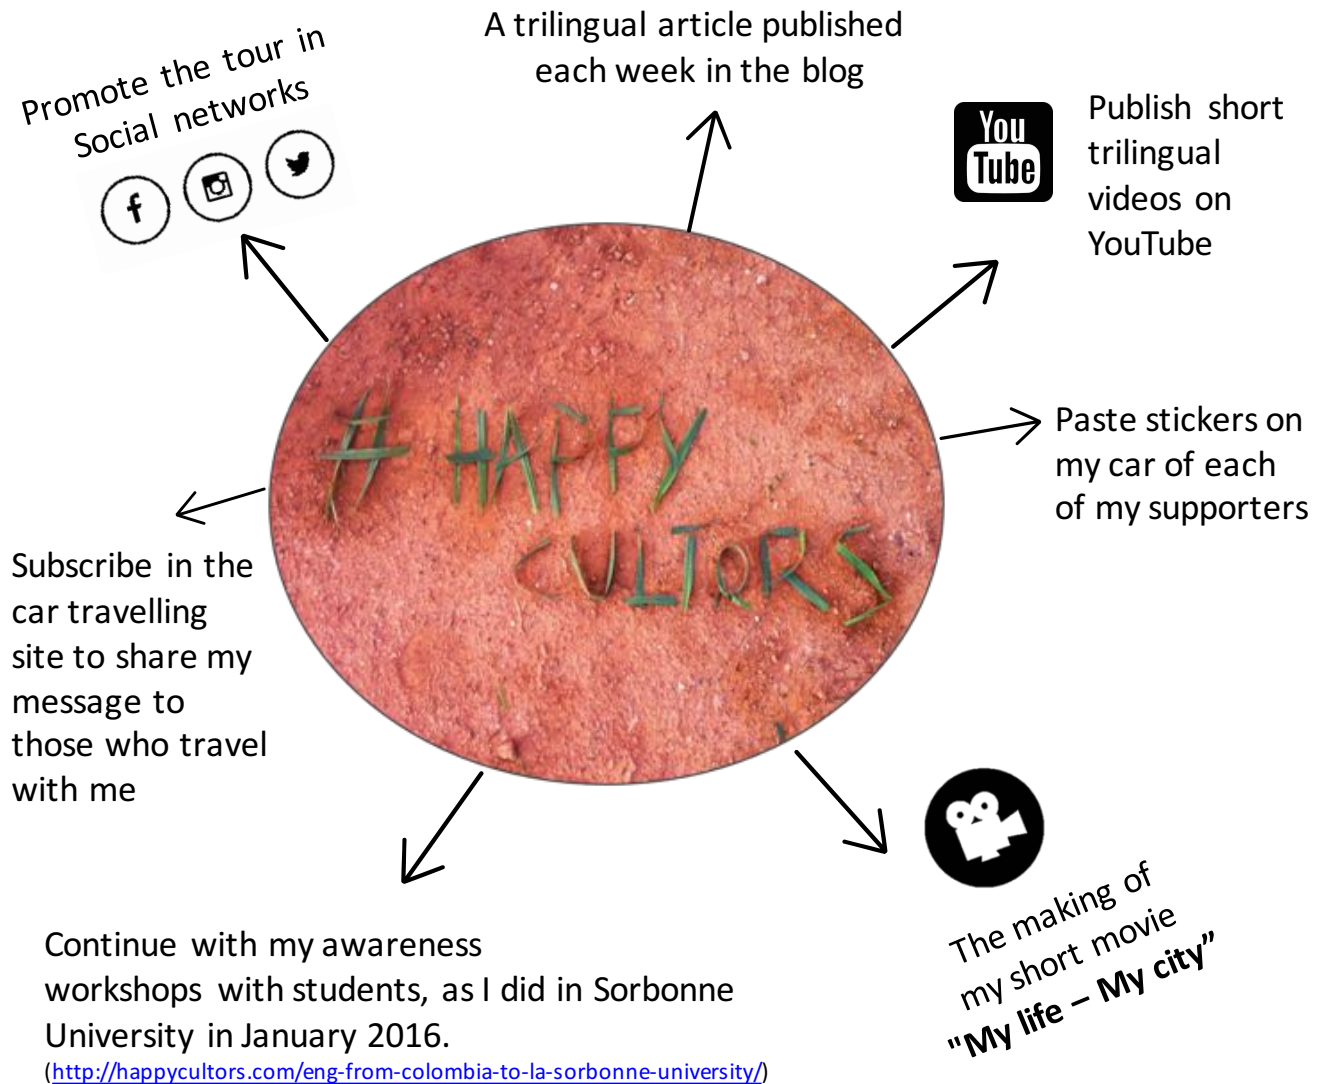 A trilingual article published
each week in the blog
Promote the tour in
Social networks
You
Tube
Publish short
trilingual
videos on
YouTube
# HAPPY
CULTORS
Paste stickers on
my car of each
of my supporters
Subscribe in the
car travelling
site to share my
message to
those who travel
with me
The making of
my short movie
"My life – My city”
Continue with my awareness
workshops with students, as I did in Sorbonne
University in January 2016.
(http://happycultors.com/eng-from-colombia-to-la-sorbonne-university/)